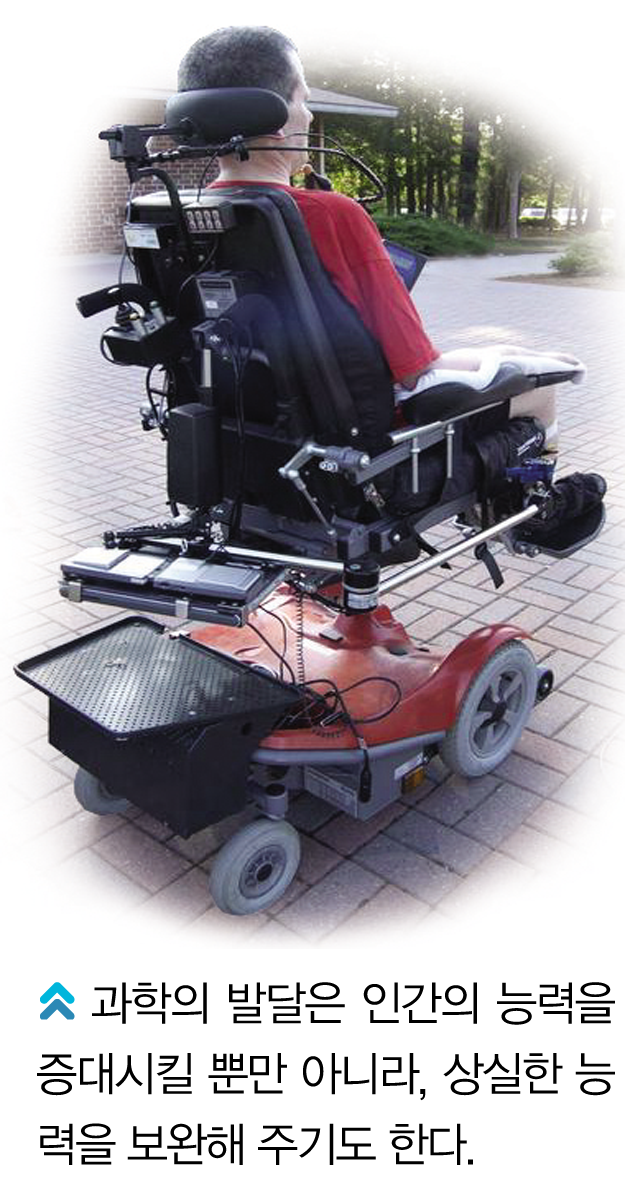 과학의 발달은 인간의 능력을
증대시킬 뿐만 아니라, 상실한 능
력을 보완해 주기도 한다.